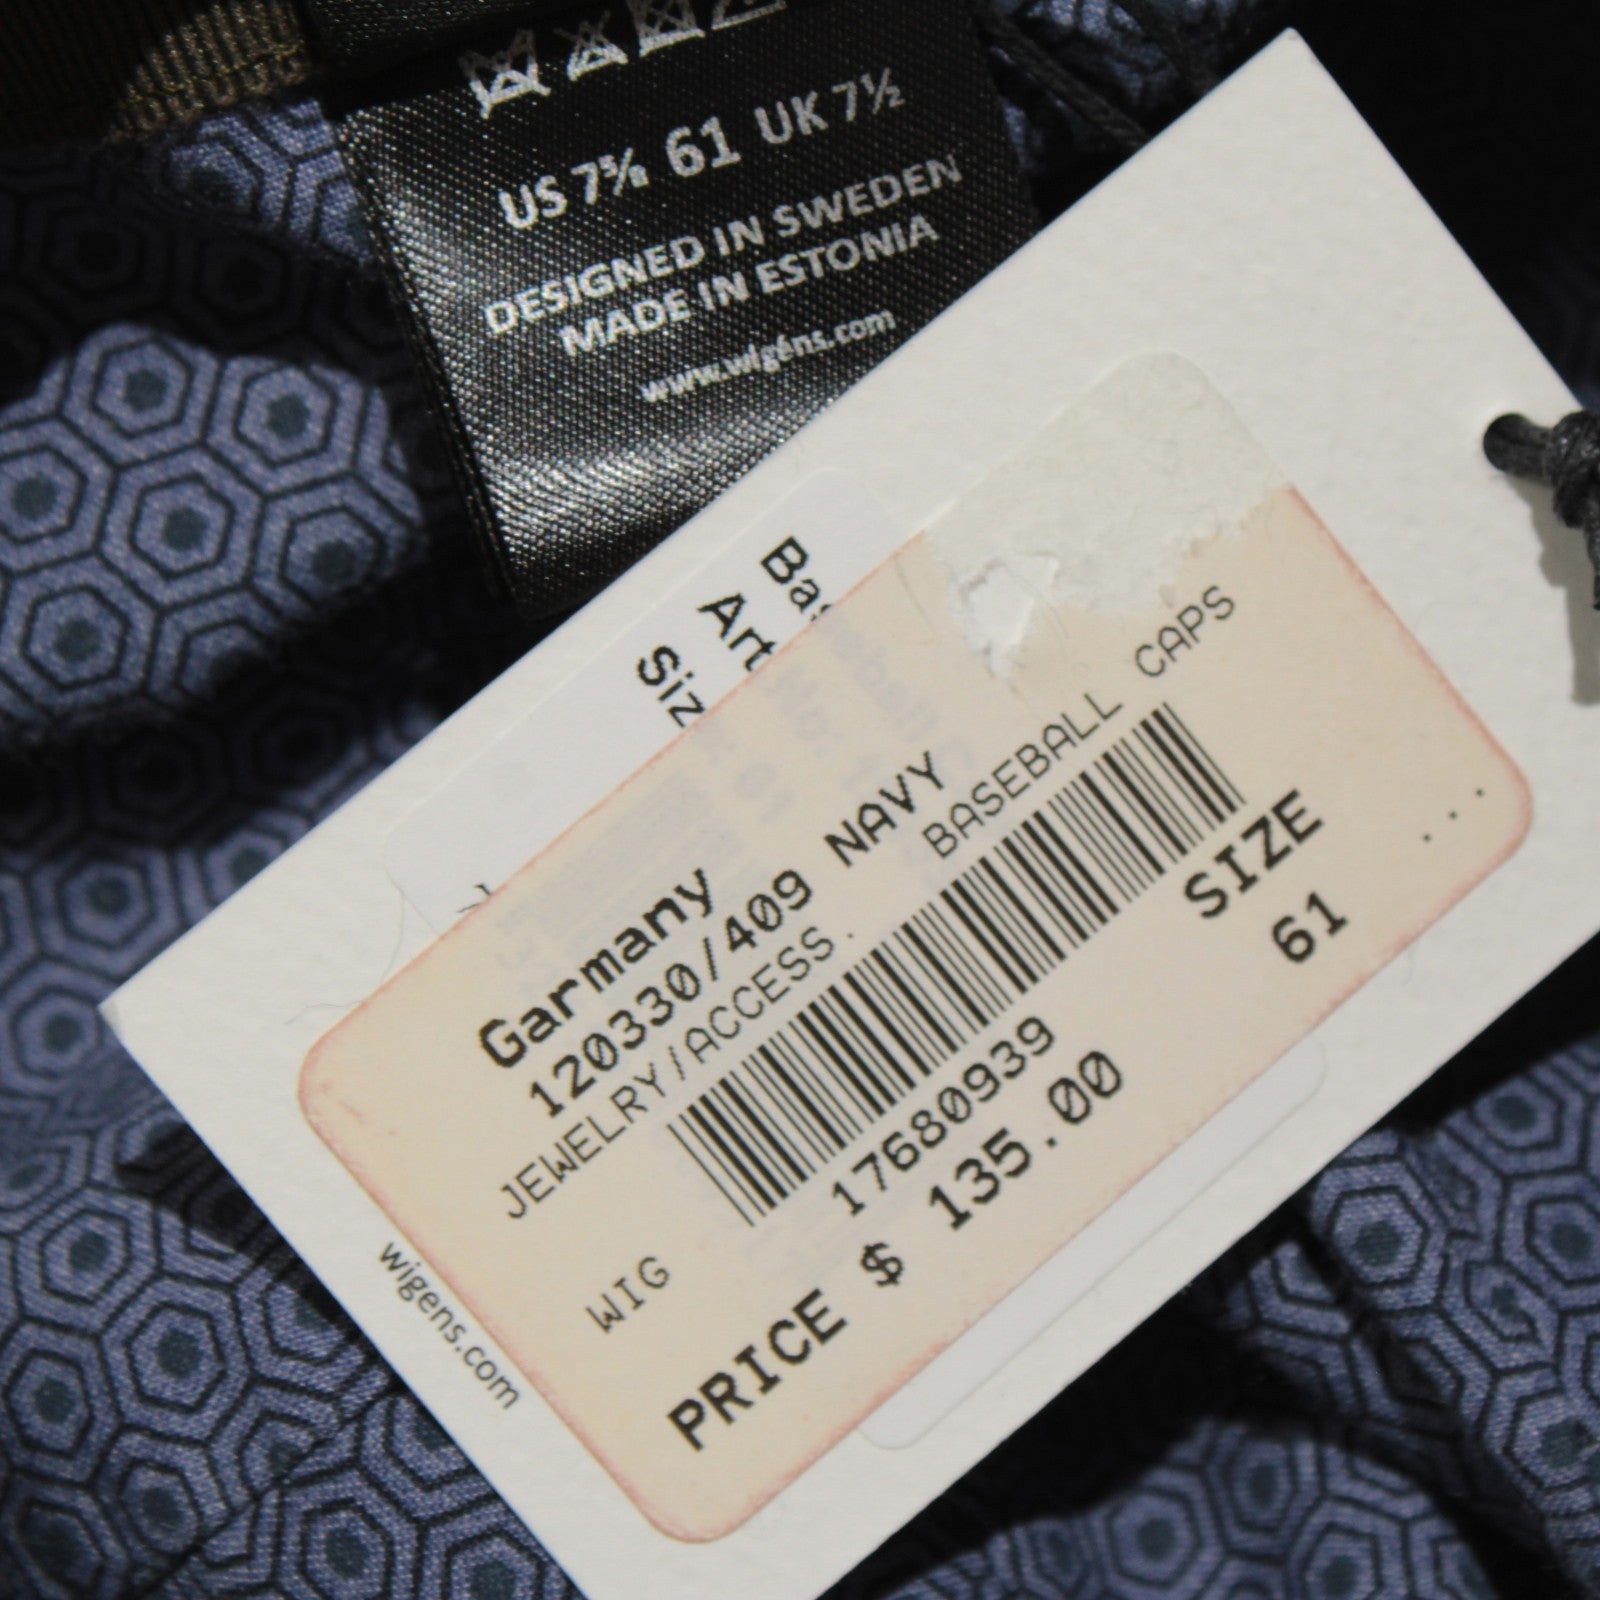 US 7⅝ 61 UK 7½
DESIGNED IN SWEDEN
MADE IN ESTONIA
www.wigéns.com
Art
Garmany
120330/409 NAVY
JEWELRY/ACCESS. BASEBALL CAPS
SIZE
61
17680939
WIG
PRICE $ 135.00
...
wigens.com